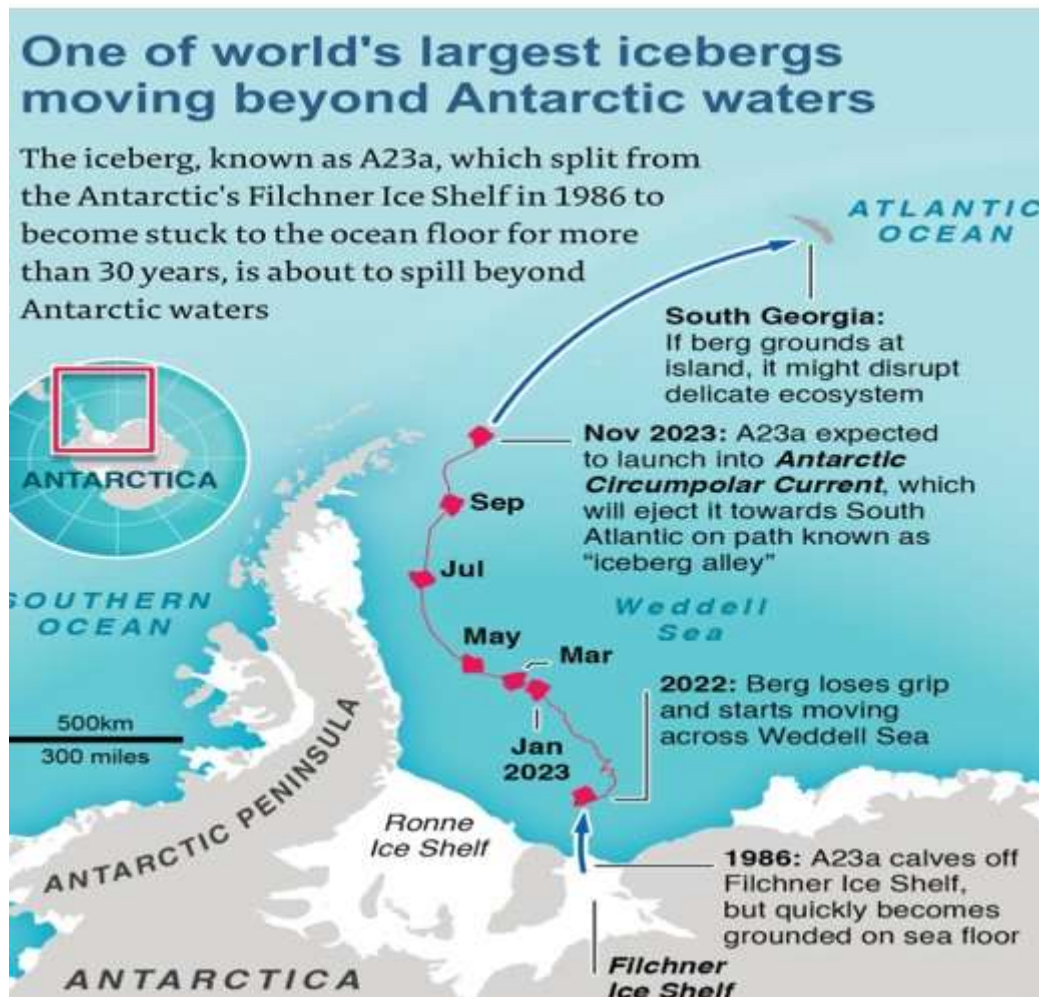 One of world's largest icebergs
moving beyond Antarctic waters
The iceberg, known as A23a, which split from
the Antarctic's Filchner Ice Shelf in 1986 to
become stuck to the ocean floor for more
than 30 years, is about to spill beyond
Antarctic waters
ATLANTIC
OCEAN
South Georgia:
If berg grounds at
island, it might disrupt
delicate ecosystem
ANTARCTICA
Nov 2023: A23a expected
to launch into Antarctic
Circumpolar Current, which
will eject it towards South
Atlantic on path known as
“iceberg alley”
Sep
Jul
SOUTHERN
OCEAN
Weddell
Sea
May
Mar
2022: Berg loses grip
and starts moving
across Weddell Sea
500km
300 miles
Jan
2023
ANTARCTIC PENINSULA
Ronne
Ice Shelf
1986: A23a calves off
Filchner Ice Shelf,
but quickly becomes
grounded on sea floor
Filchner
Ice Shelf
ANTARCTICA